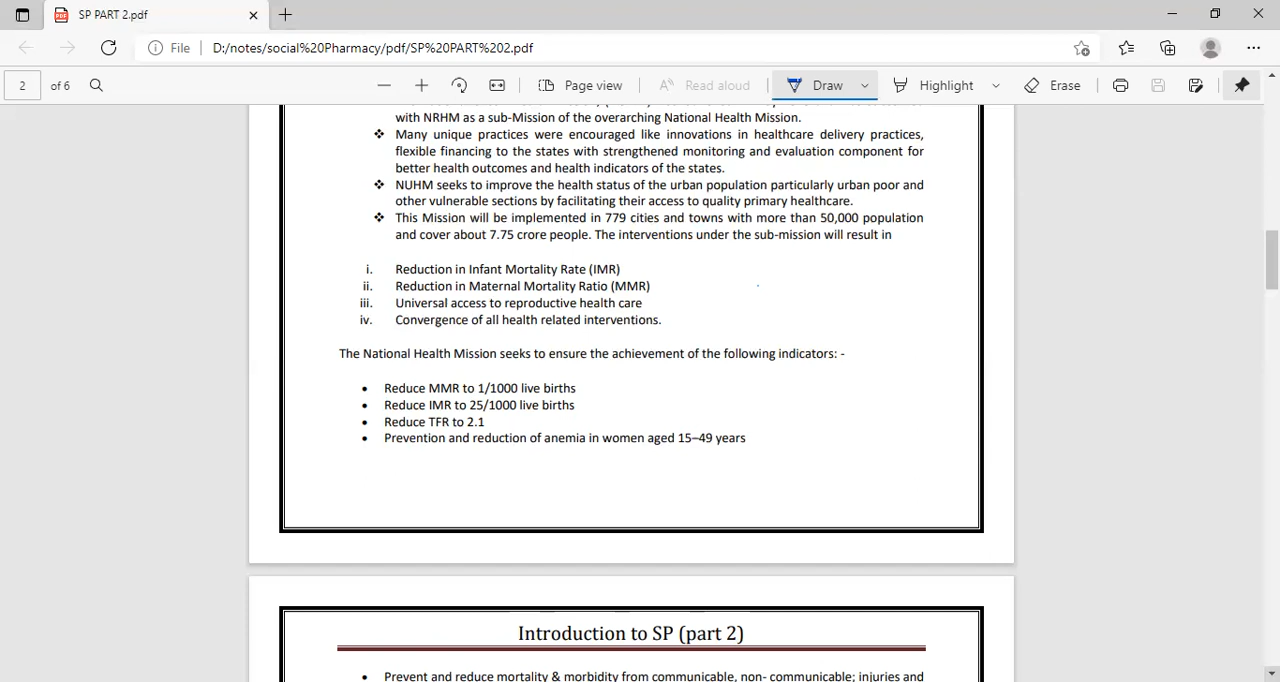 SP PART 2.pdf
File D:/notes/social%20Pharmacy/pdf/SP%20PART%202.pdf
2 of 6 Page view Read aloud Draw Highlight Erase
with NRHM as a sub-Mission of the overarching National Health Mission.
❖ Many unique practices were encouraged like innovations in healthcare delivery practices,
flexible financing to the states with strengthened monitoring and evaluation component for
better health outcomes and health indicators of the states.
❖ NUHM seeks to improve the health status of the urban population particularly urban poor and
other vulnerable sections by facilitating their access to quality primary healthcare.
❖ This Mission will be implemented in 779 cities and towns with more than 50,000 population
and cover about 7.75 crore people. The interventions under the sub-mission will result in
i. Reduction in Infant Mortality Rate (IMR)
ii. Reduction in Maternal Mortality Ratio (MMR)
iii. Universal access to reproductive health care
iv. Convergence of all health related interventions.
The National Health Mission seeks to ensure the achievement of the following indicators: -
• Reduce MMR to 1/1000 live births
• Reduce IMR to 25/1000 live births
• Reduce TFR to 2.1
• Prevention and reduction of anemia in women aged 15–49 years
Introduction to SP (part 2)
• Prevent and reduce mortality & morbidity from communicable, non- communicable; injuries and